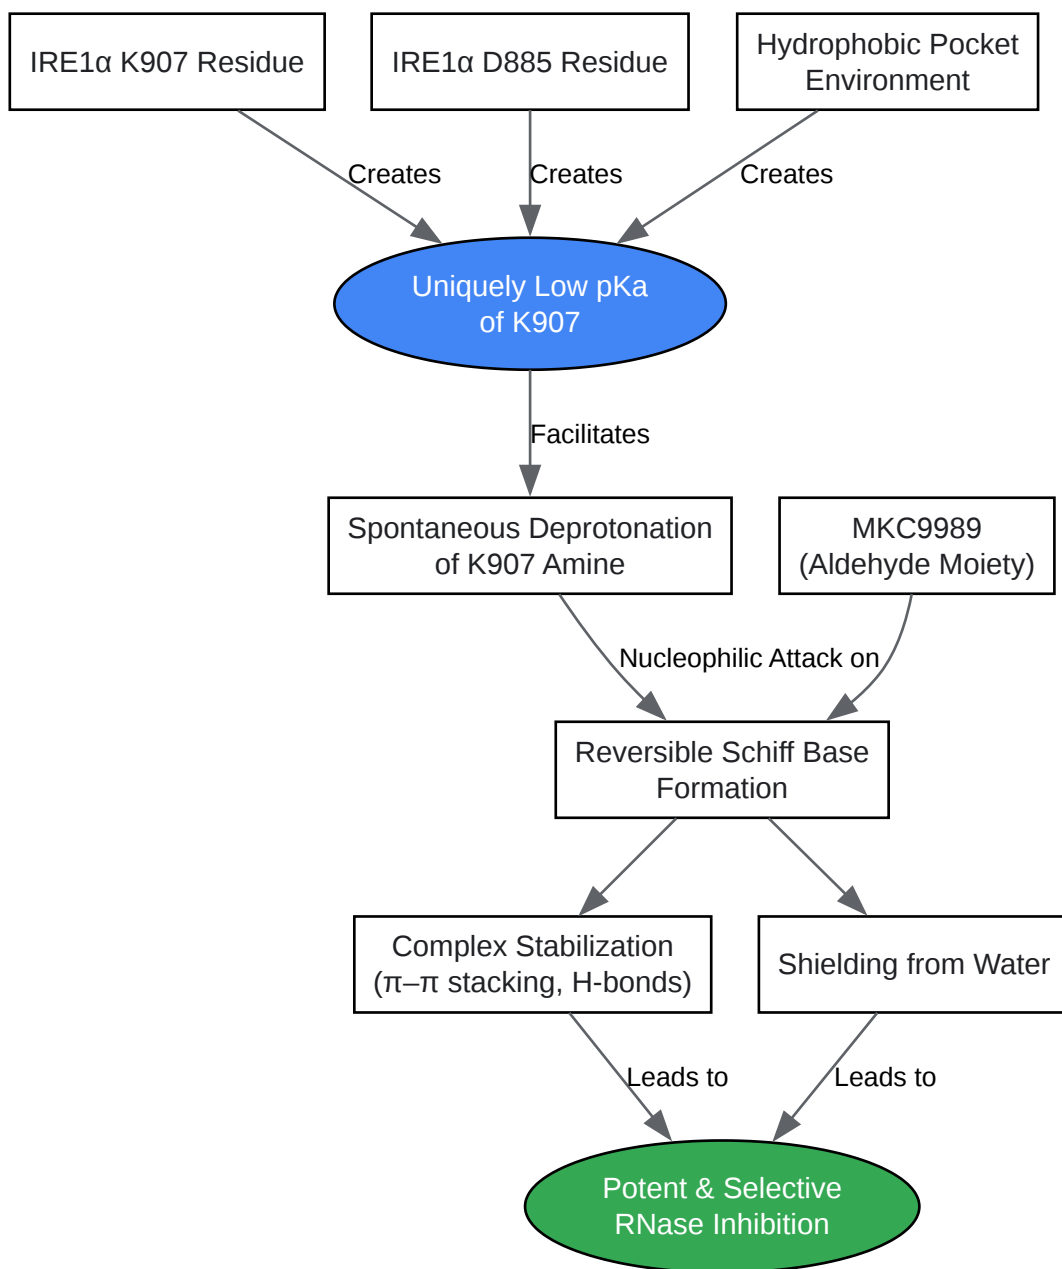 IRE1α K907 Residue
IRE1α D885 Residue
Hydrophobic Pocket
Environment
Creates
Creates
Creates
Uniquely Low pKa
of K907
Facilitates
Spontaneous Deprotonation
of K907 Amine
MKC9989
(Aldehyde Moiety)
Nucleophilic Attack on
Reversible Schiff Base
Formation
Complex Stabilization
(π–π stacking, H-bonds)
Shielding from Water
Leads to
Leads to
Potent & Selective
RNase Inhibition